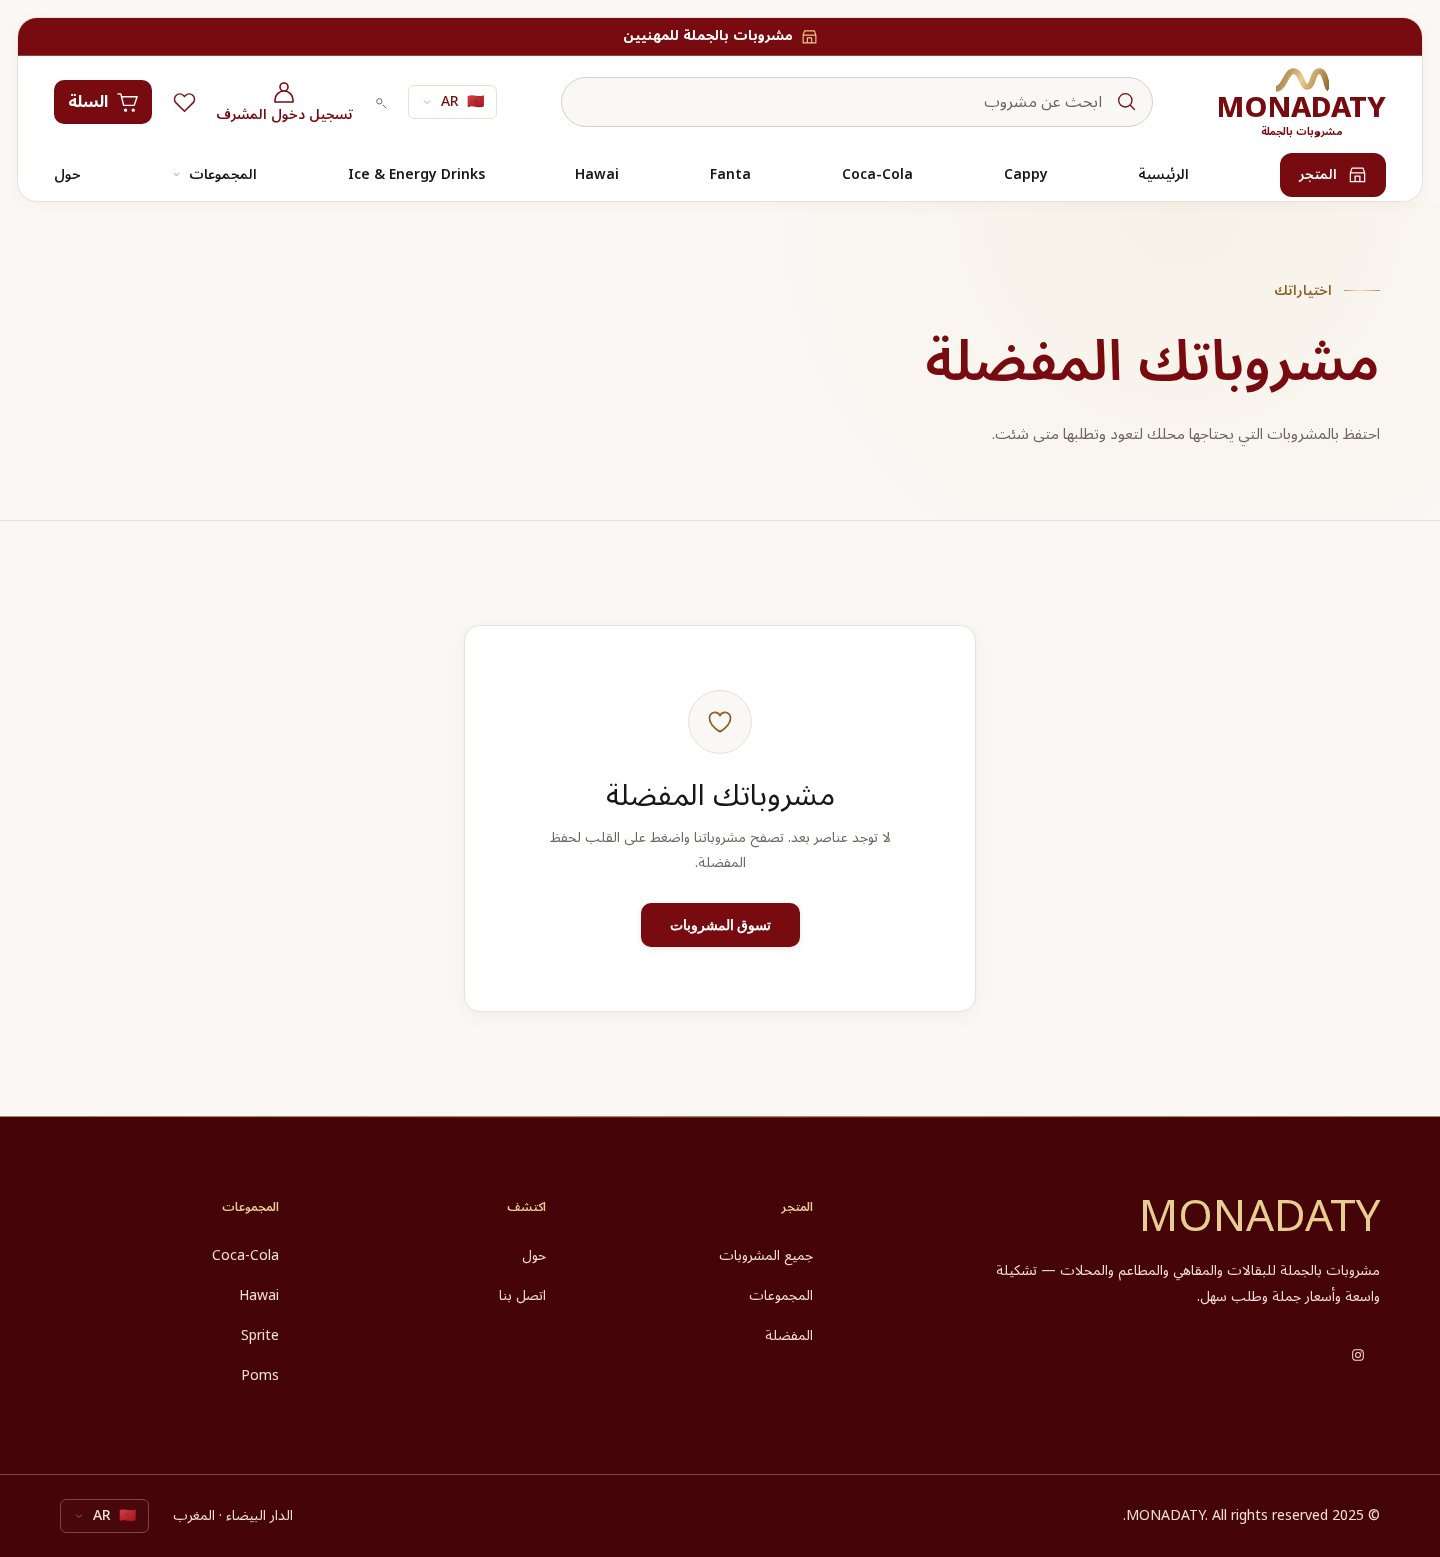 مشروبات بالجملة للمهنيين
MONADATY
مشروبات بالجملة
ابحث عن مشروب
AR
تسجيل دخول المشرف
السلة
المتجر
الرئيسية
Cappy
Coca-Cola
Fanta
Hawai
Ice & Energy Drinks
المجموعات
حول
اختياراتك
مشروباتك المفضلة
احتفظ بالمشروبات التي يحتاجها محلك لتعود وتطلبها متى شئت.
مشروباتك المفضلة
لا توجد عناصر بعد. تصفح مشروباتنا واضغط على القلب لحفظ
المفضلة.
تسوق المشروبات
MONADATY
مشروبات بالجملة للبقالات والمقاهي والمطاعم والمحلات — تشكيلة
واسعة وأسعار جملة وطلب سهل.
المتجر
جميع المشروبات
المجموعات
المفضلة
اكتشف
حول
اتصل بنا
المجموعات
Coca-Cola
Hawai
Sprite
Poms
© 2025 MONADATY. All rights reserved.
الدار البيضاء · المغرب
AR